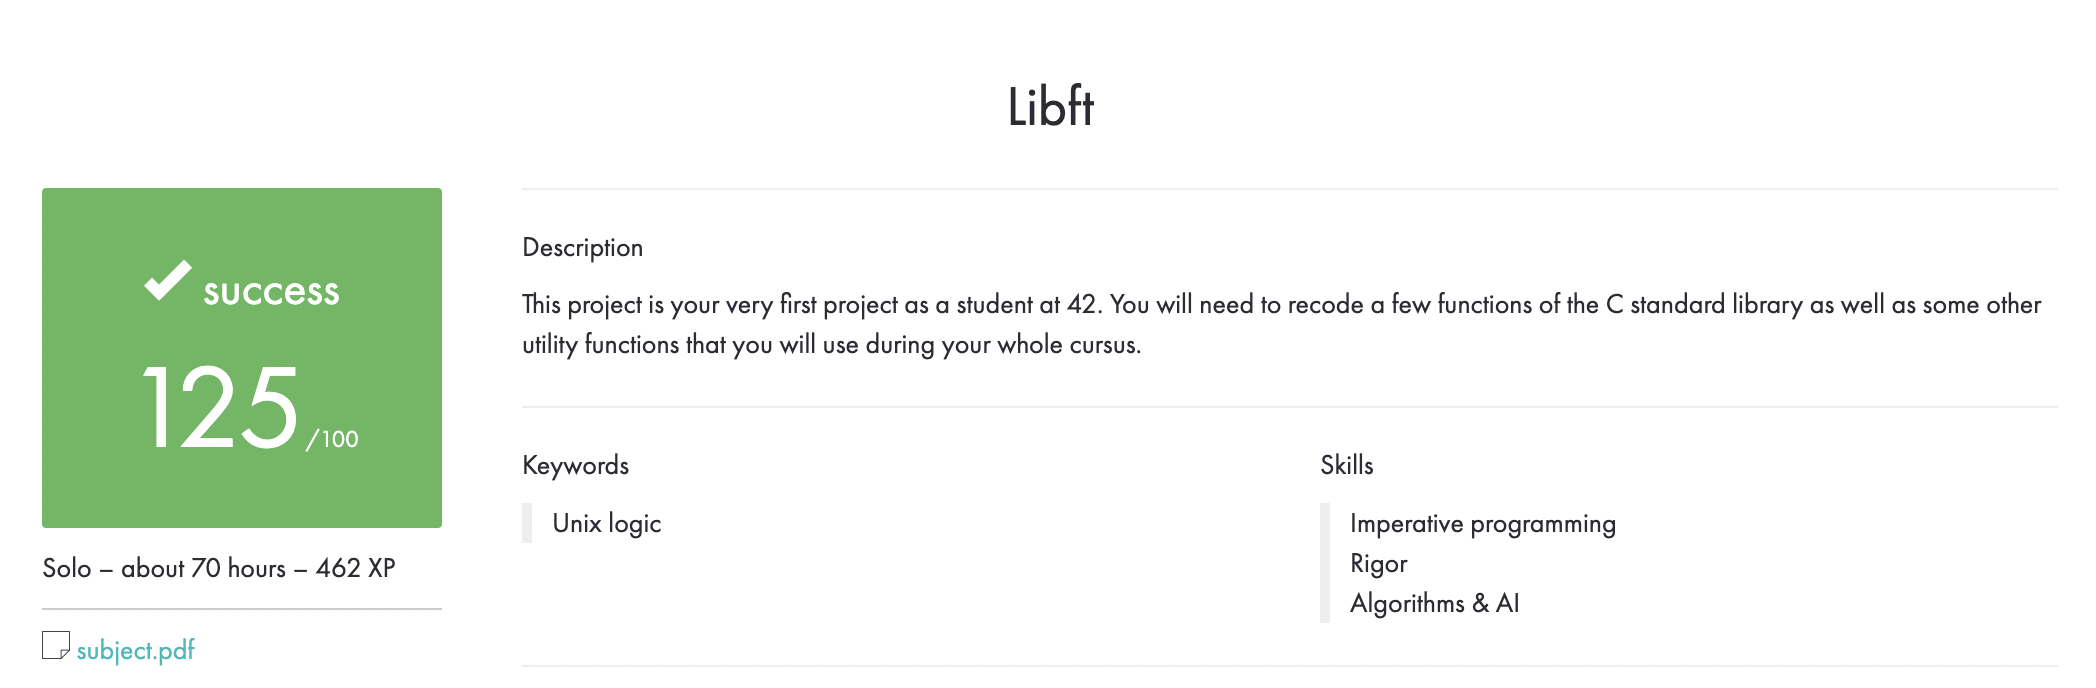 Libft
success
125/100
Solo – about 70 hours – 462 XP
subject.pdf
Description
This project is your very first project as a student at 42. You will need to recode a few functions of the C standard library as well as some other
utility functions that you will use during your whole cursus.
Keywords
Unix logic
Skills
Imperative programming
Rigor
Algorithms & AI